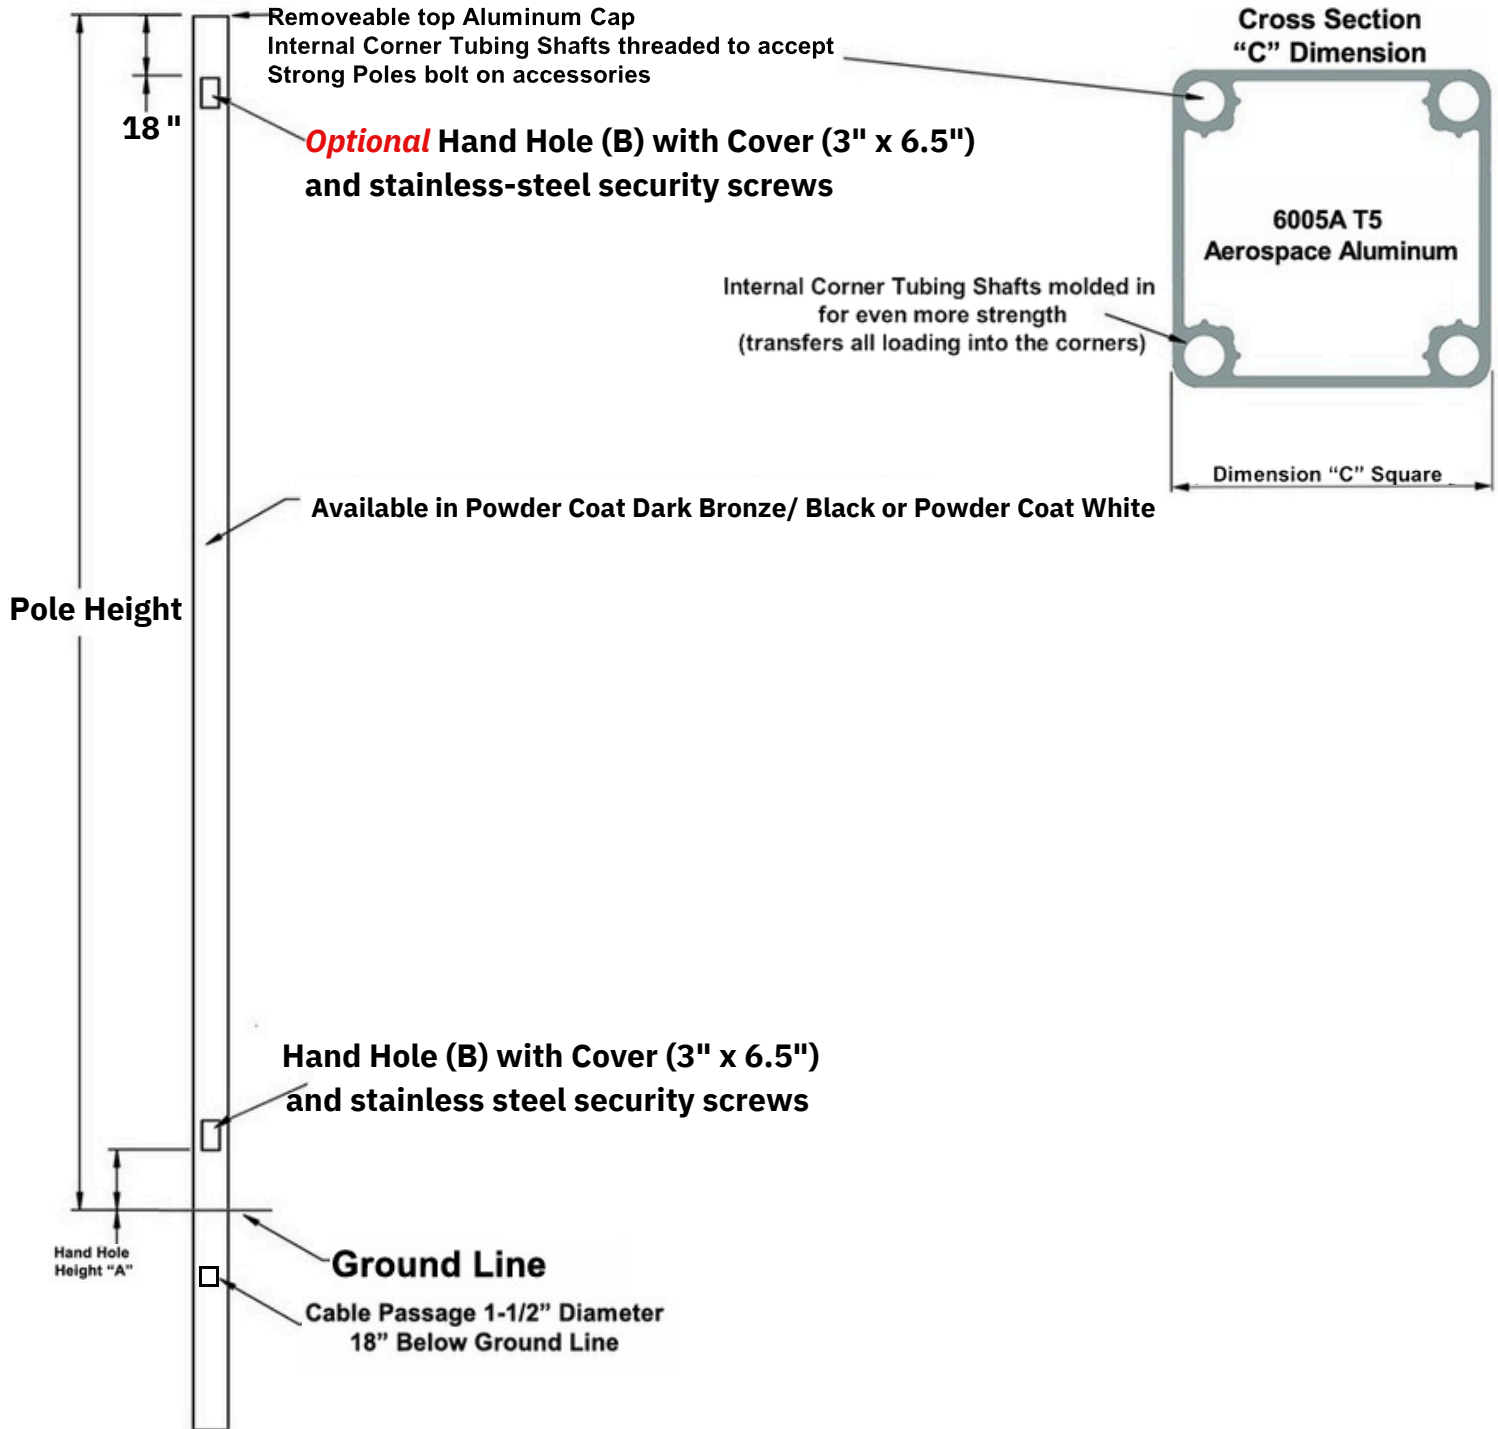 Removeable top Aluminum Cap
Internal Corner Tubing Shafts threaded to accept
Strong Poles bolt on accessories
Cross Section
“C” Dimension
18 "
Optional Hand Hole (B) with Cover (3" x 6.5")
and stainless-steel security screws
6005A T5
Aerospace Aluminum
Internal Corner Tubing Shafts molded in
for even more strength
(transfers all loading into the corners)
Dimension “C” Square
Available in Powder Coat Dark Bronze/ Black or Powder Coat White
Pole Height
Hand Hole (B) with Cover (3" x 6.5")
and stainless steel security screws
Hand Hole
Height “A”
Ground Line
Cable Passage 1-1/2” Diameter
18” Below Ground Line